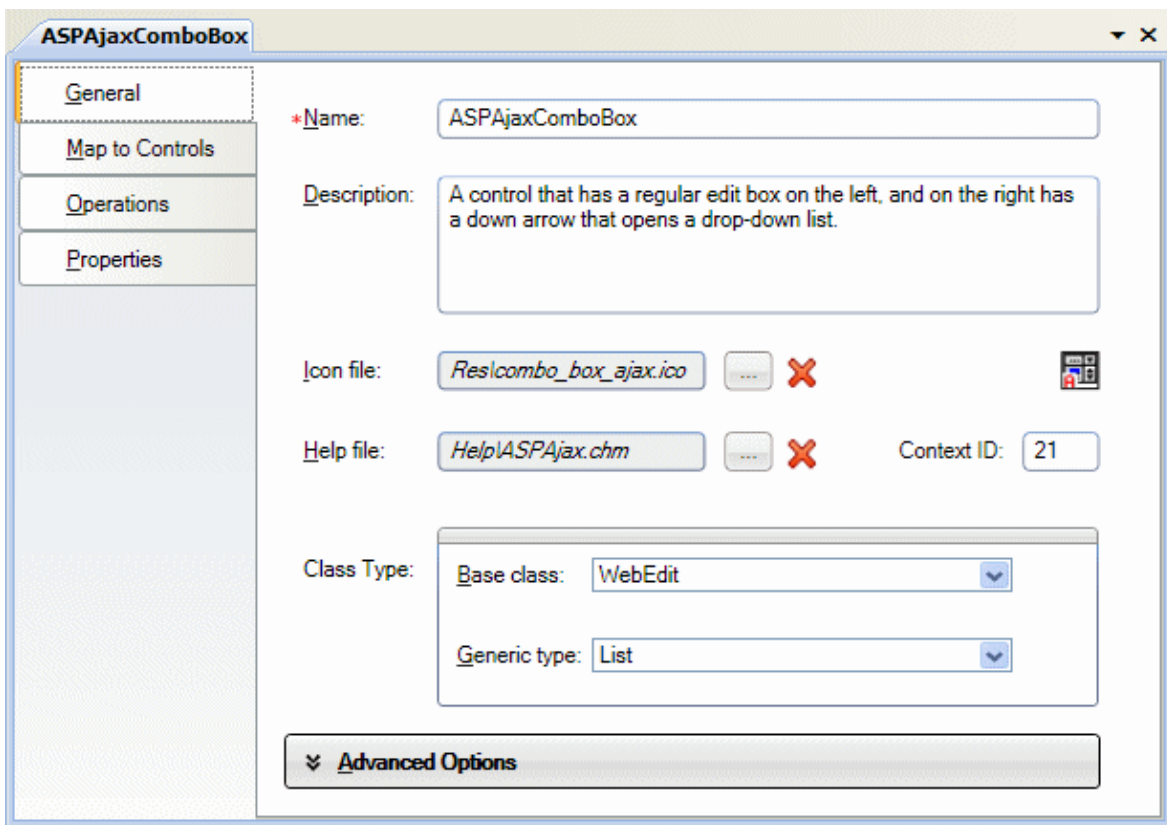 ASPAjaxComboBox
General
Map to Controls
Operations
Properties
*Name: ASPAjaxComboBox
Description: A control that has a regular edit box on the left, and on the right has
a down arrow that opens a drop-down list.
Icon file: Res\combo_box_ajax.ico ...
Help file: Help\ASPAjax.chm ... Context ID: 21
Class Type:
Base class: WebEdit
Generic type: List
Advanced Options